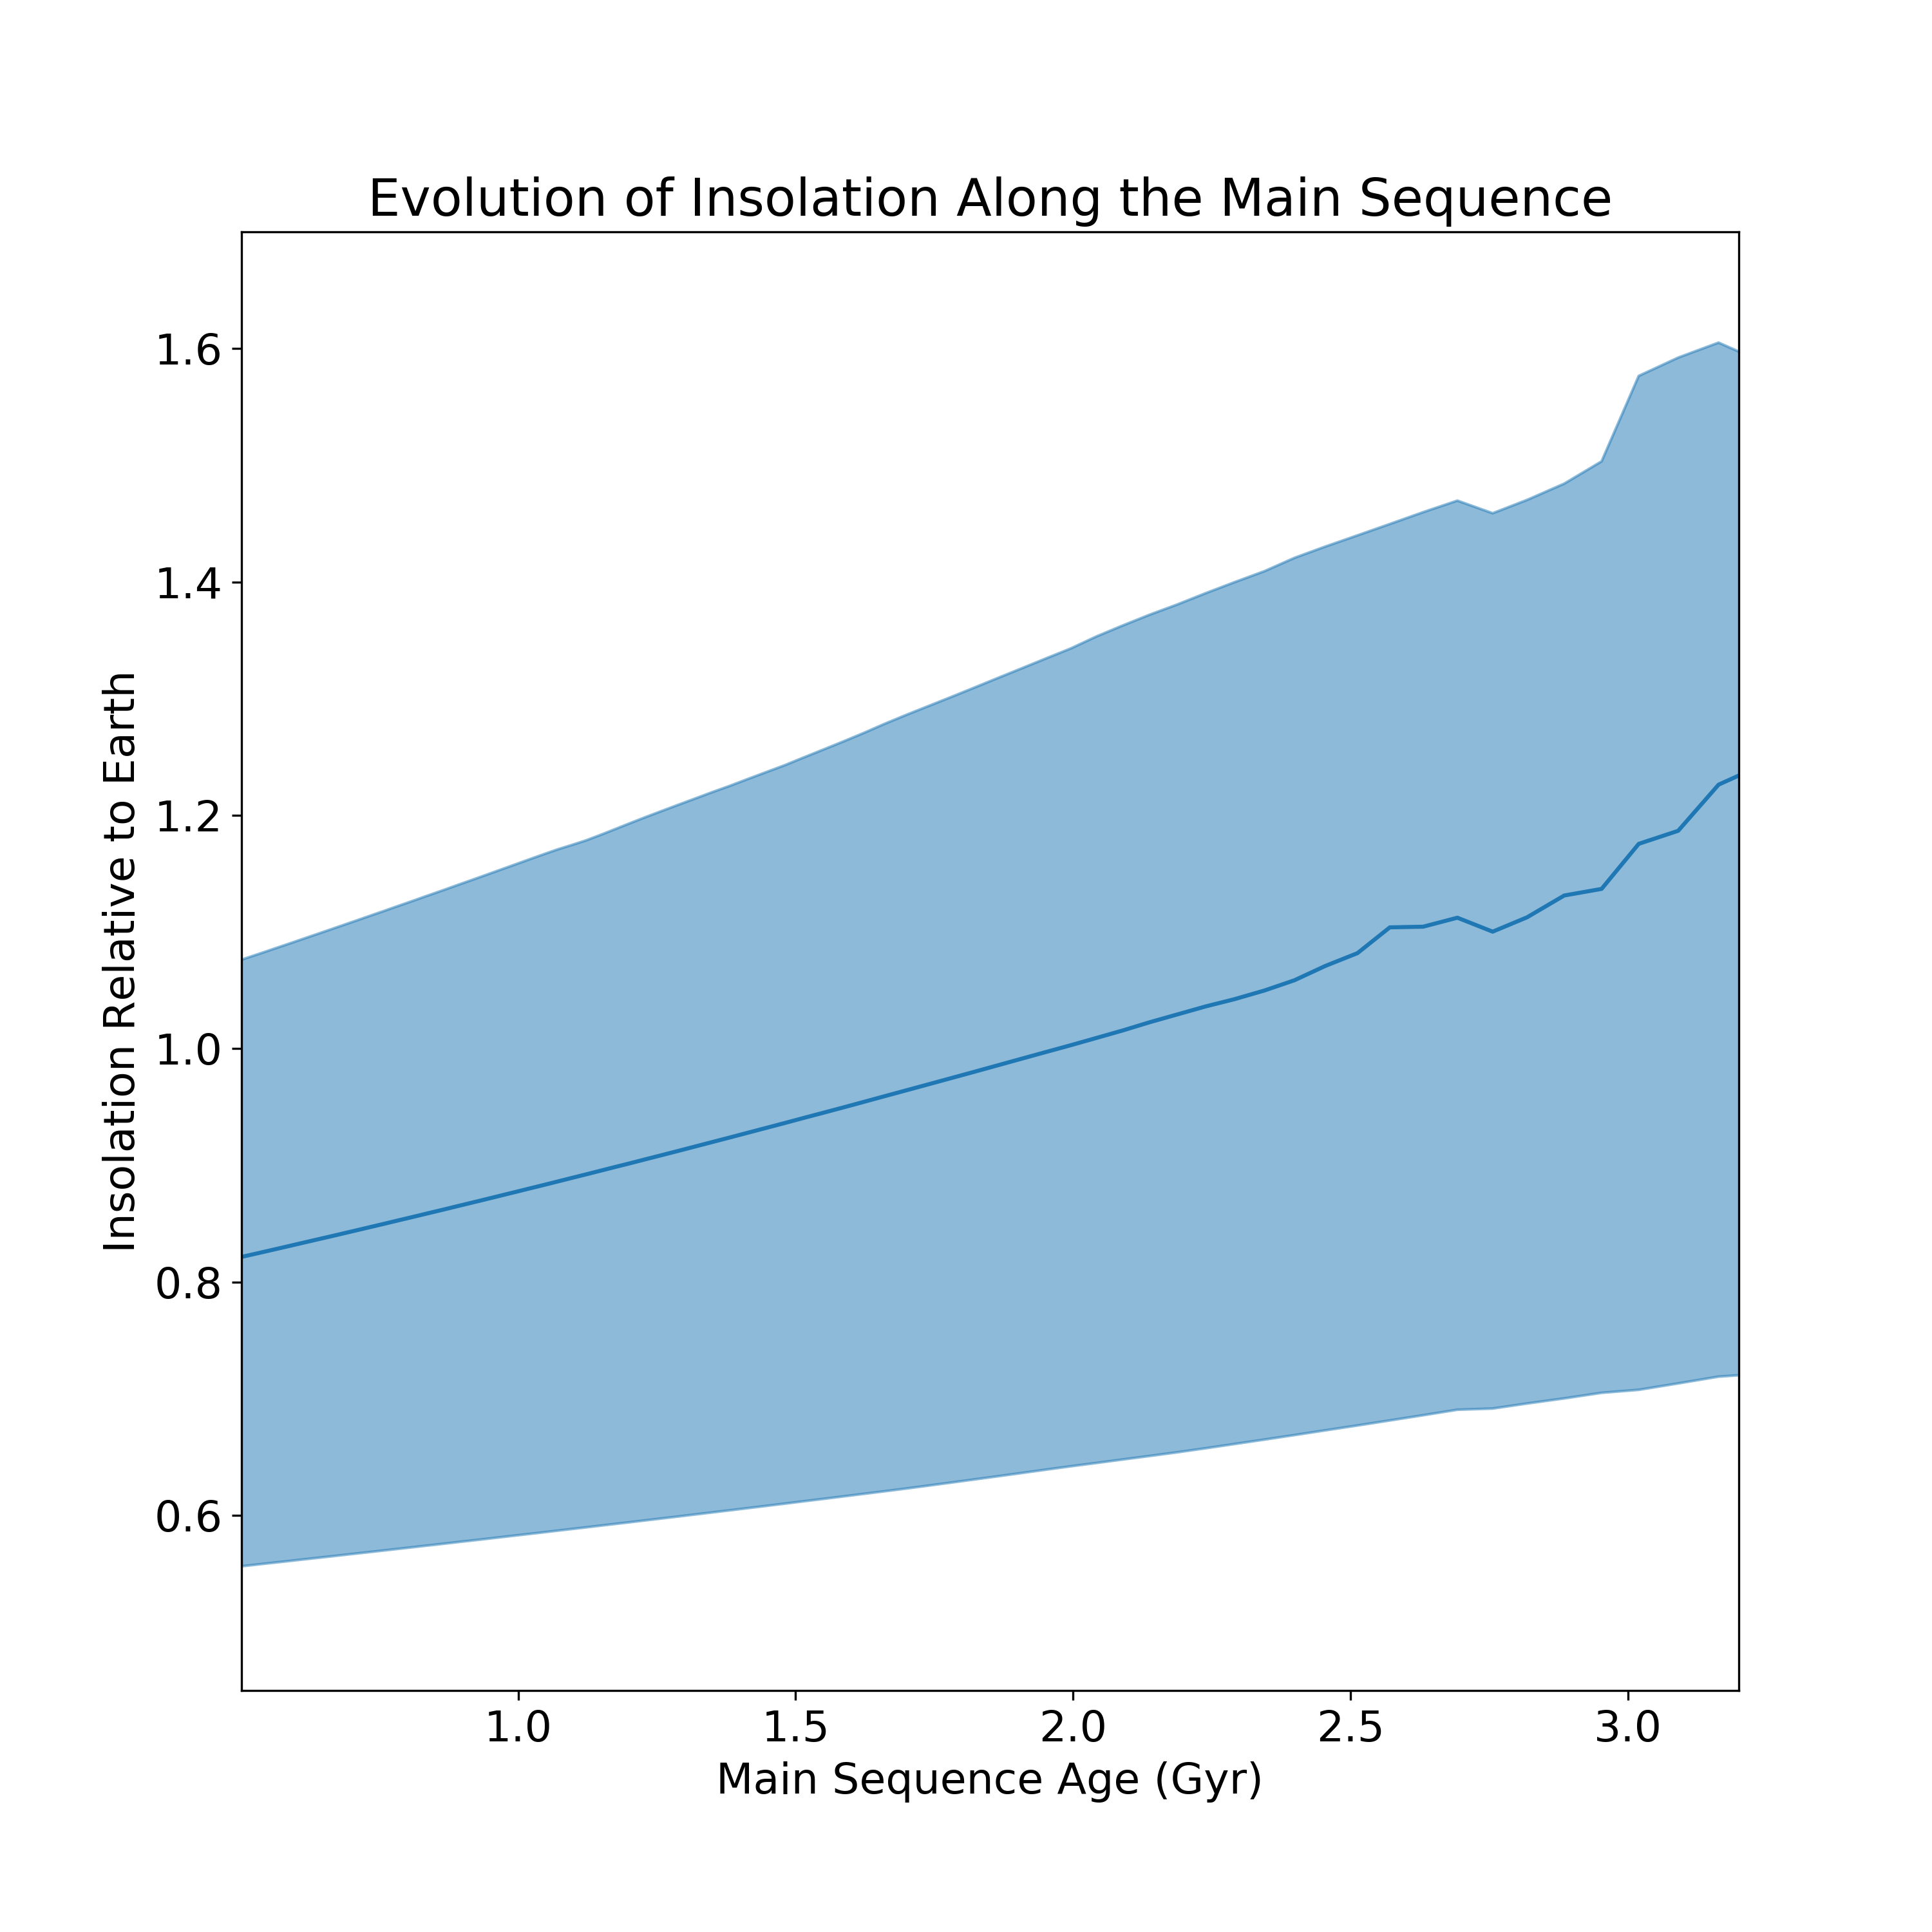 Evolution of Insolation Along the Main Sequence
Insolation Relative to Earth
1.6
1.4
1.2
1.0
0.8
0.6
1.0 1.5 2.0 2.5 3.0
Main Sequence Age (Gyr)